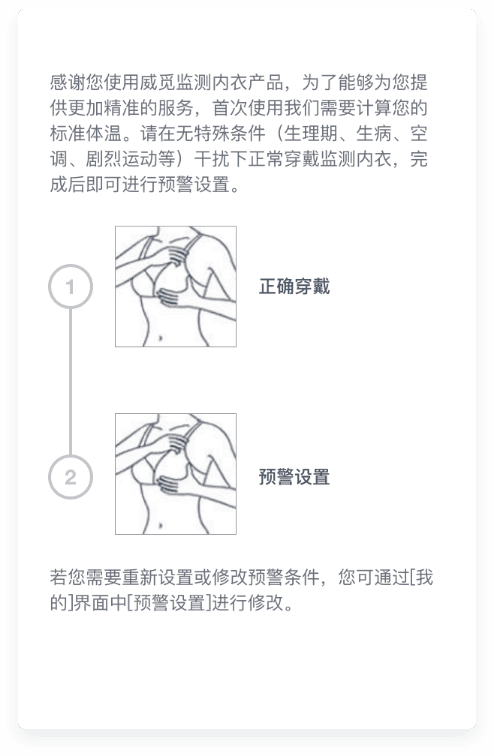 感谢您使用威觅监测内衣产品，为了能够为您提
供更加精准的服务，首次使用我们需要计算您的
标准体温。请在无特殊条件（生理期、生病、空
调、剧烈运动等）干扰下正常穿戴监测内衣，完
成后即可进行预警设置。
1
正确穿戴
2
预警设置
若您需要重新设置或修改预警条件，您可通过[我
的]界面中[预警设置]进行修改。